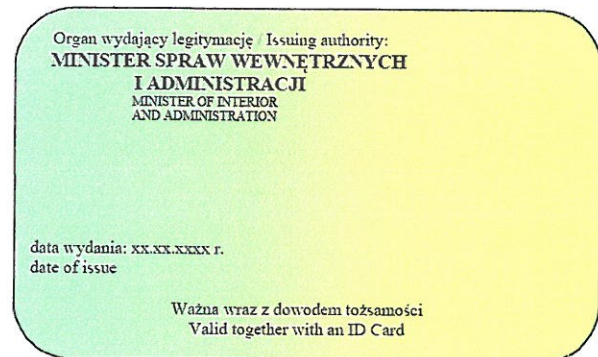 Organ wydający legitymację / Issuing authority:
MINISTER SPRAW WEWNĘTRZNYCH
I ADMINISTRACJI
MINISTER OF INTERIOR
AND ADMINISTRATION
data wydania: xx.xx.xxxx r.
date of issue
Ważna wraz z dowodem tożsamości
Valid together with an ID Card